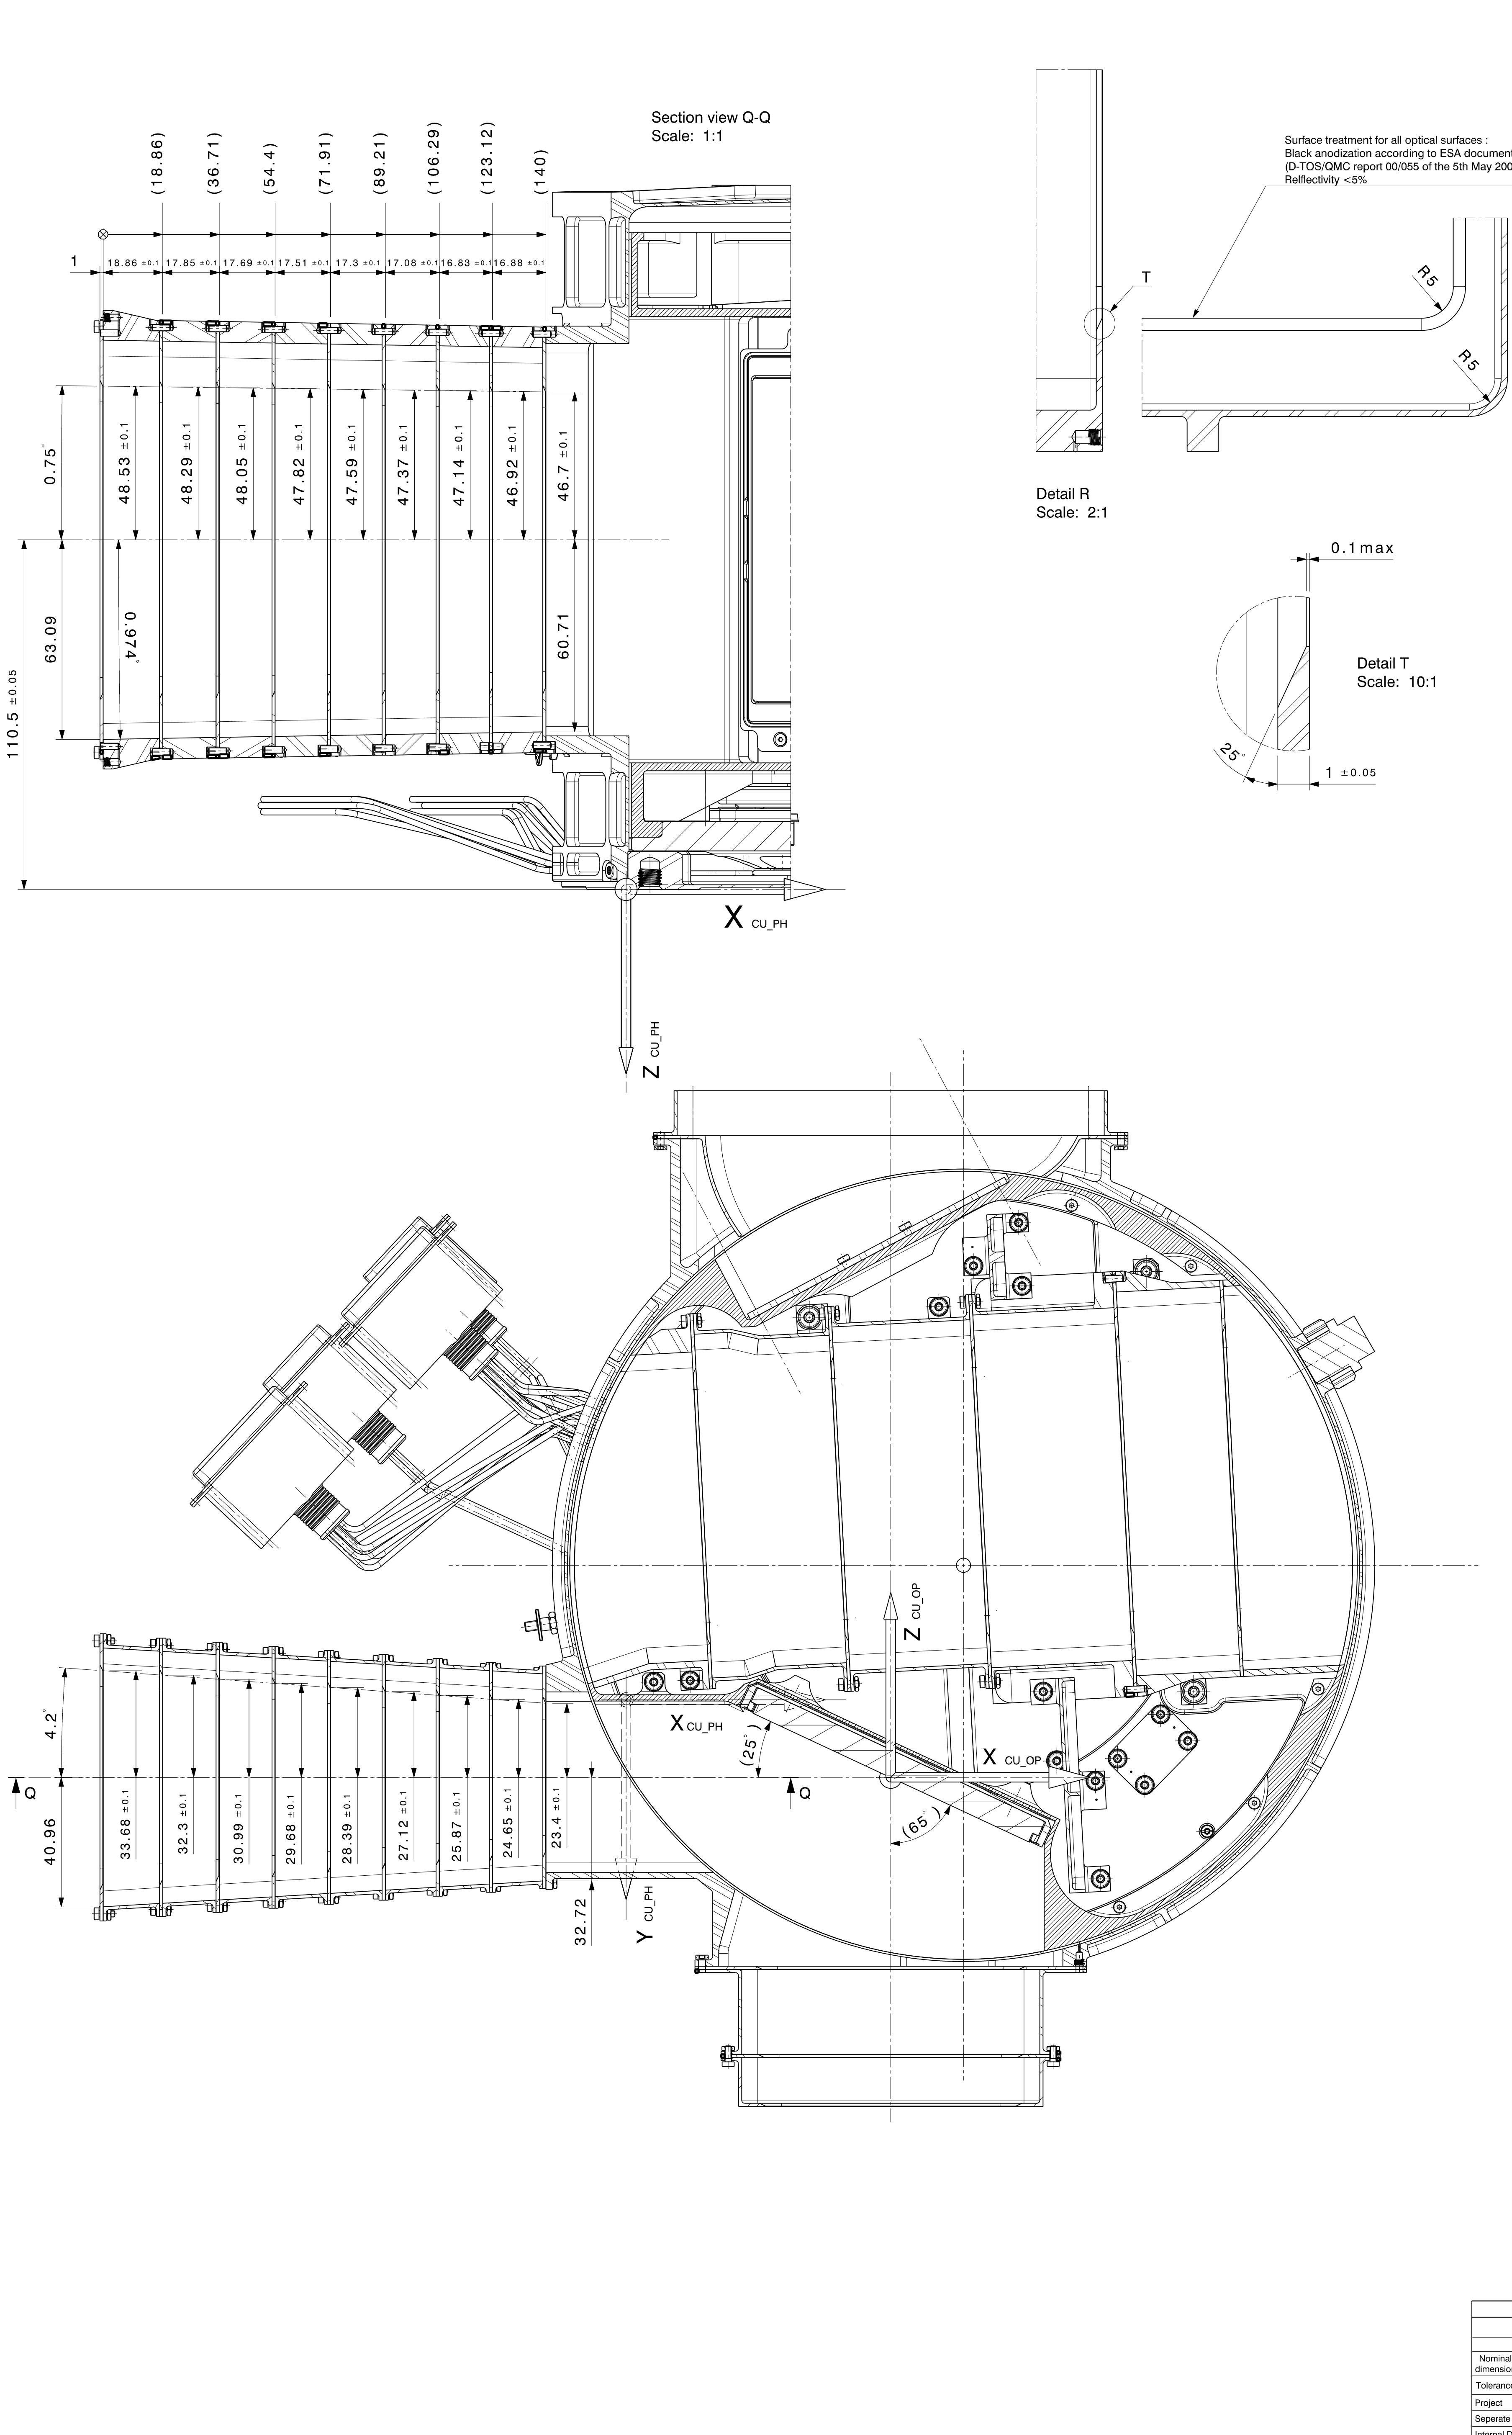 Section view Q-Q
Scale: 1:1
(18.86)
(36.71)
(54.4)
(71.91)
(89.21)
(106.29)
(123.12)
(140)
1
18.86 ±0.1
17.85 ±0.1
17.69 ±0.1
17.51 ±0.1
17.3 ±0.1
17.08 ±0.1
16.83 ±0.1
16.88 ±0.1
0.75°
48.53 ±0.1
48.29 ±0.1
48.05 ±0.1
47.82 ±0.1
47.59 ±0.1
47.37 ±0.1
47.14 ±0.1
46.92 ±0.1
46.7 ±0.1
63.09
0.974°
60.71
110.5 ±0.05
X CU_PH
Z CU_PH
Surface treatment for all optical surfaces :
Black anodization according to ESA document
(D-TOS/QMC report 00/055 of the 5th May 200
Relflectivity <5%
T
R5
R5
Detail R
Scale: 2:1
0.1max
Detail T
Scale: 10:1
25°
1 ±0.05
Z CU_OP
X CU_PH
(25°)
X CU_OP
(65°)
4.2°
Q
Q
40.96
33.68 ±0.1
32.3 ±0.1
30.99 ±0.1
29.68 ±0.1
28.39 ±0.1
27.12 ±0.1
25.87 ±0.1
24.65 ±0.1
23.4 ±0.1
32.72
Y CU_PH
Nominal
dimension
Tolerance
Project
Seperate